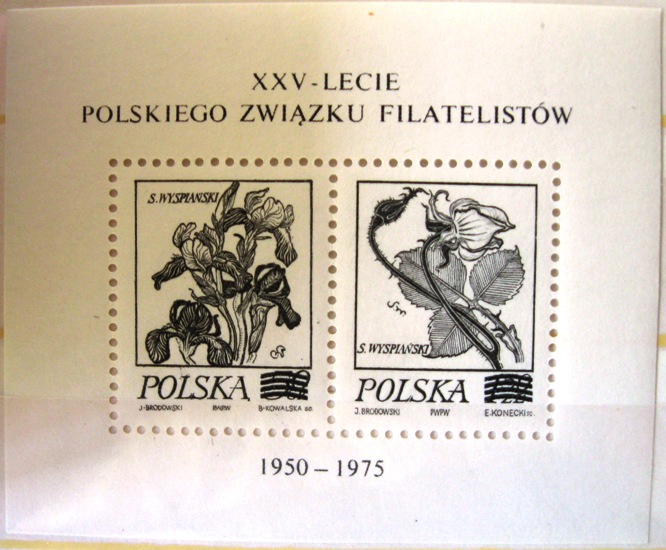 XXV-LECIE
POLSKIEGO ZWIĄZKU FILATELISTÓW
S. WYSPIAŃSKI
POLSKA
J. BRODOWSKI PWPW B. KOWALSKA sc.
S. WYSPIAŃSKI
POLSKA
J. BRODOWSKI PWPW E. KONECKI sc.
1950 – 1975